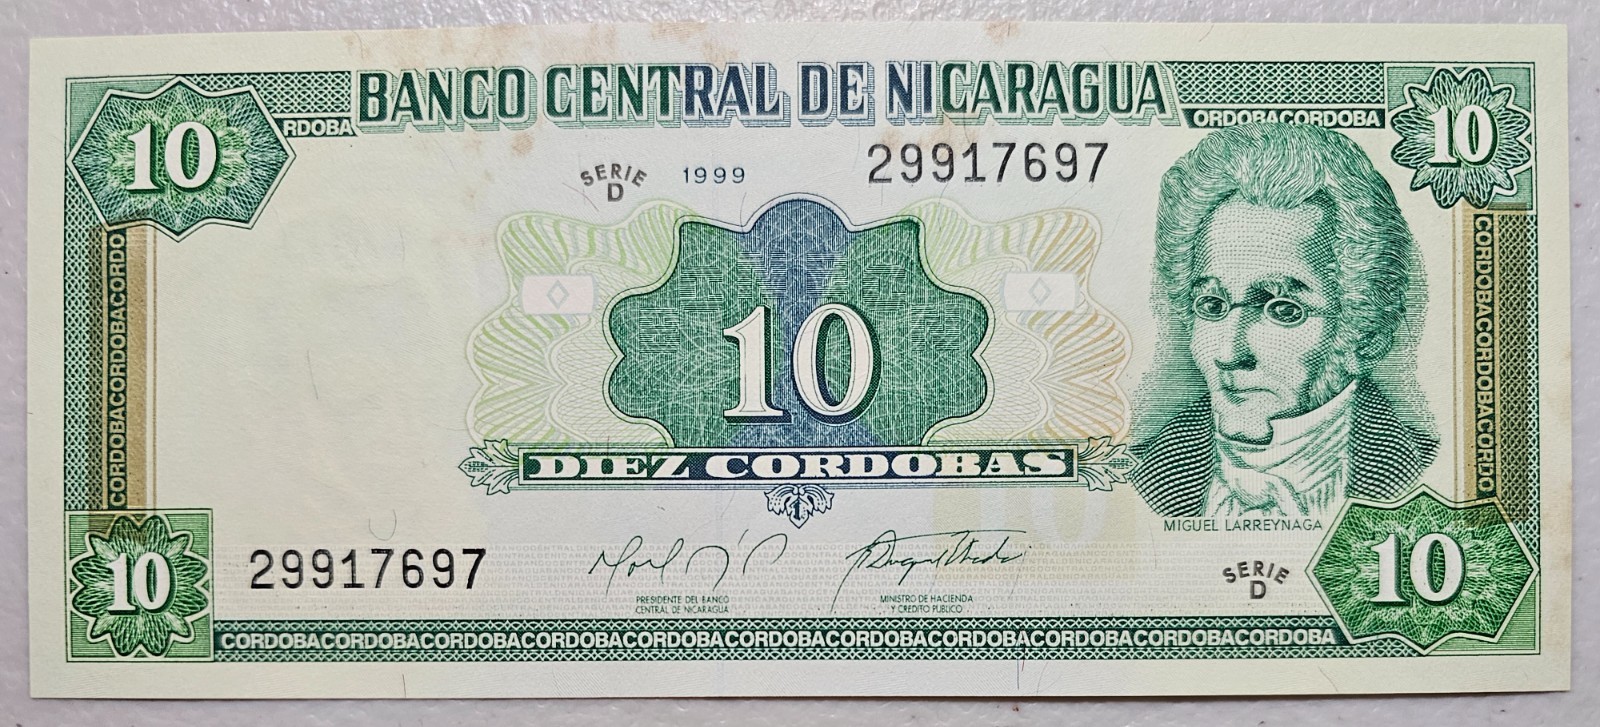 BANCO CENTRAL DE NICARAGUA
10
RDOBA
ORDOBACORDOBA
10
SERIE
D
1999
29917697
CORDOBACORDOBACORDO
CORDOBACORDOBACORDO
10
DIEZ CORDOBAS
MIGUEL LARREYNAGA
10
29917697
PRESIDENTE DEL BANCO
CENTRAL DE NICARAGUA
MINISTRO DE HACIENDA
Y CREDITO PUBLICO
SERIE
D
10
CORDOBACORDOBACORDOBACORDOBACORDOBACORDOBACORDOBACORDOBACORDOBACORDOBACORDOBA